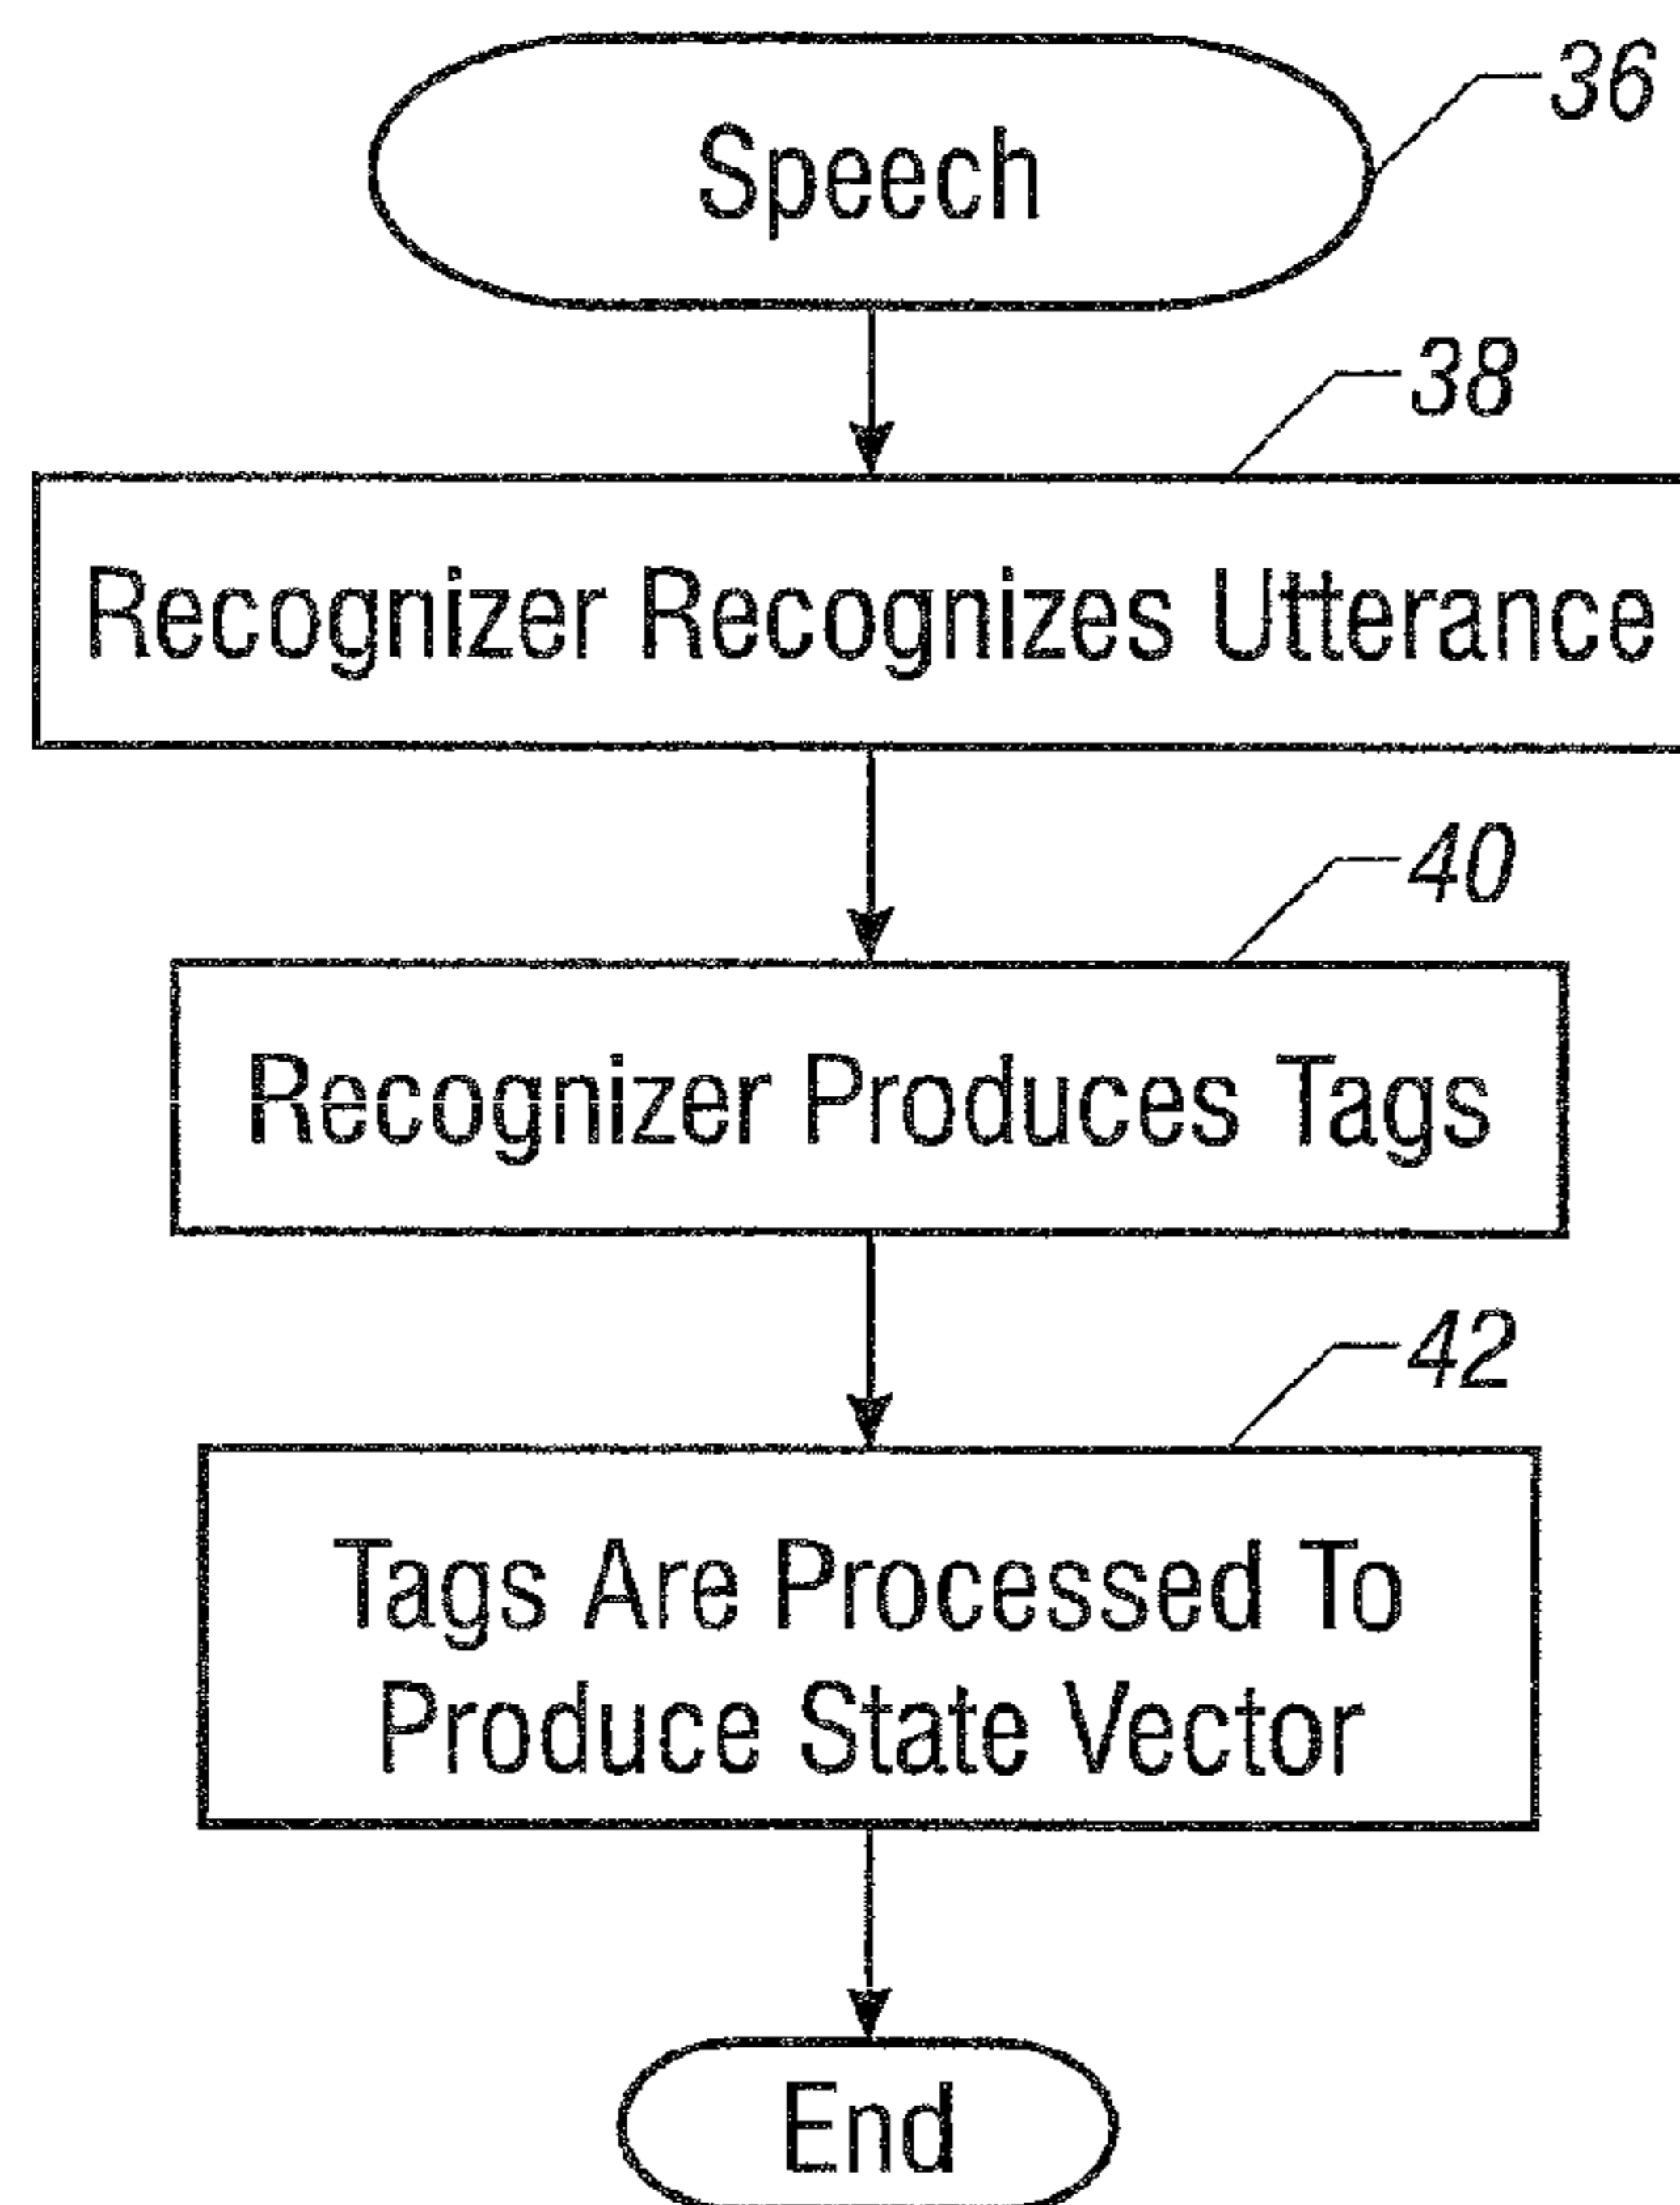 Speech
36
38
Recognizer Recognizes Utterance
40
Recognizer Produces Tags
42
Tags Are Processed To
Produce State Vector
End